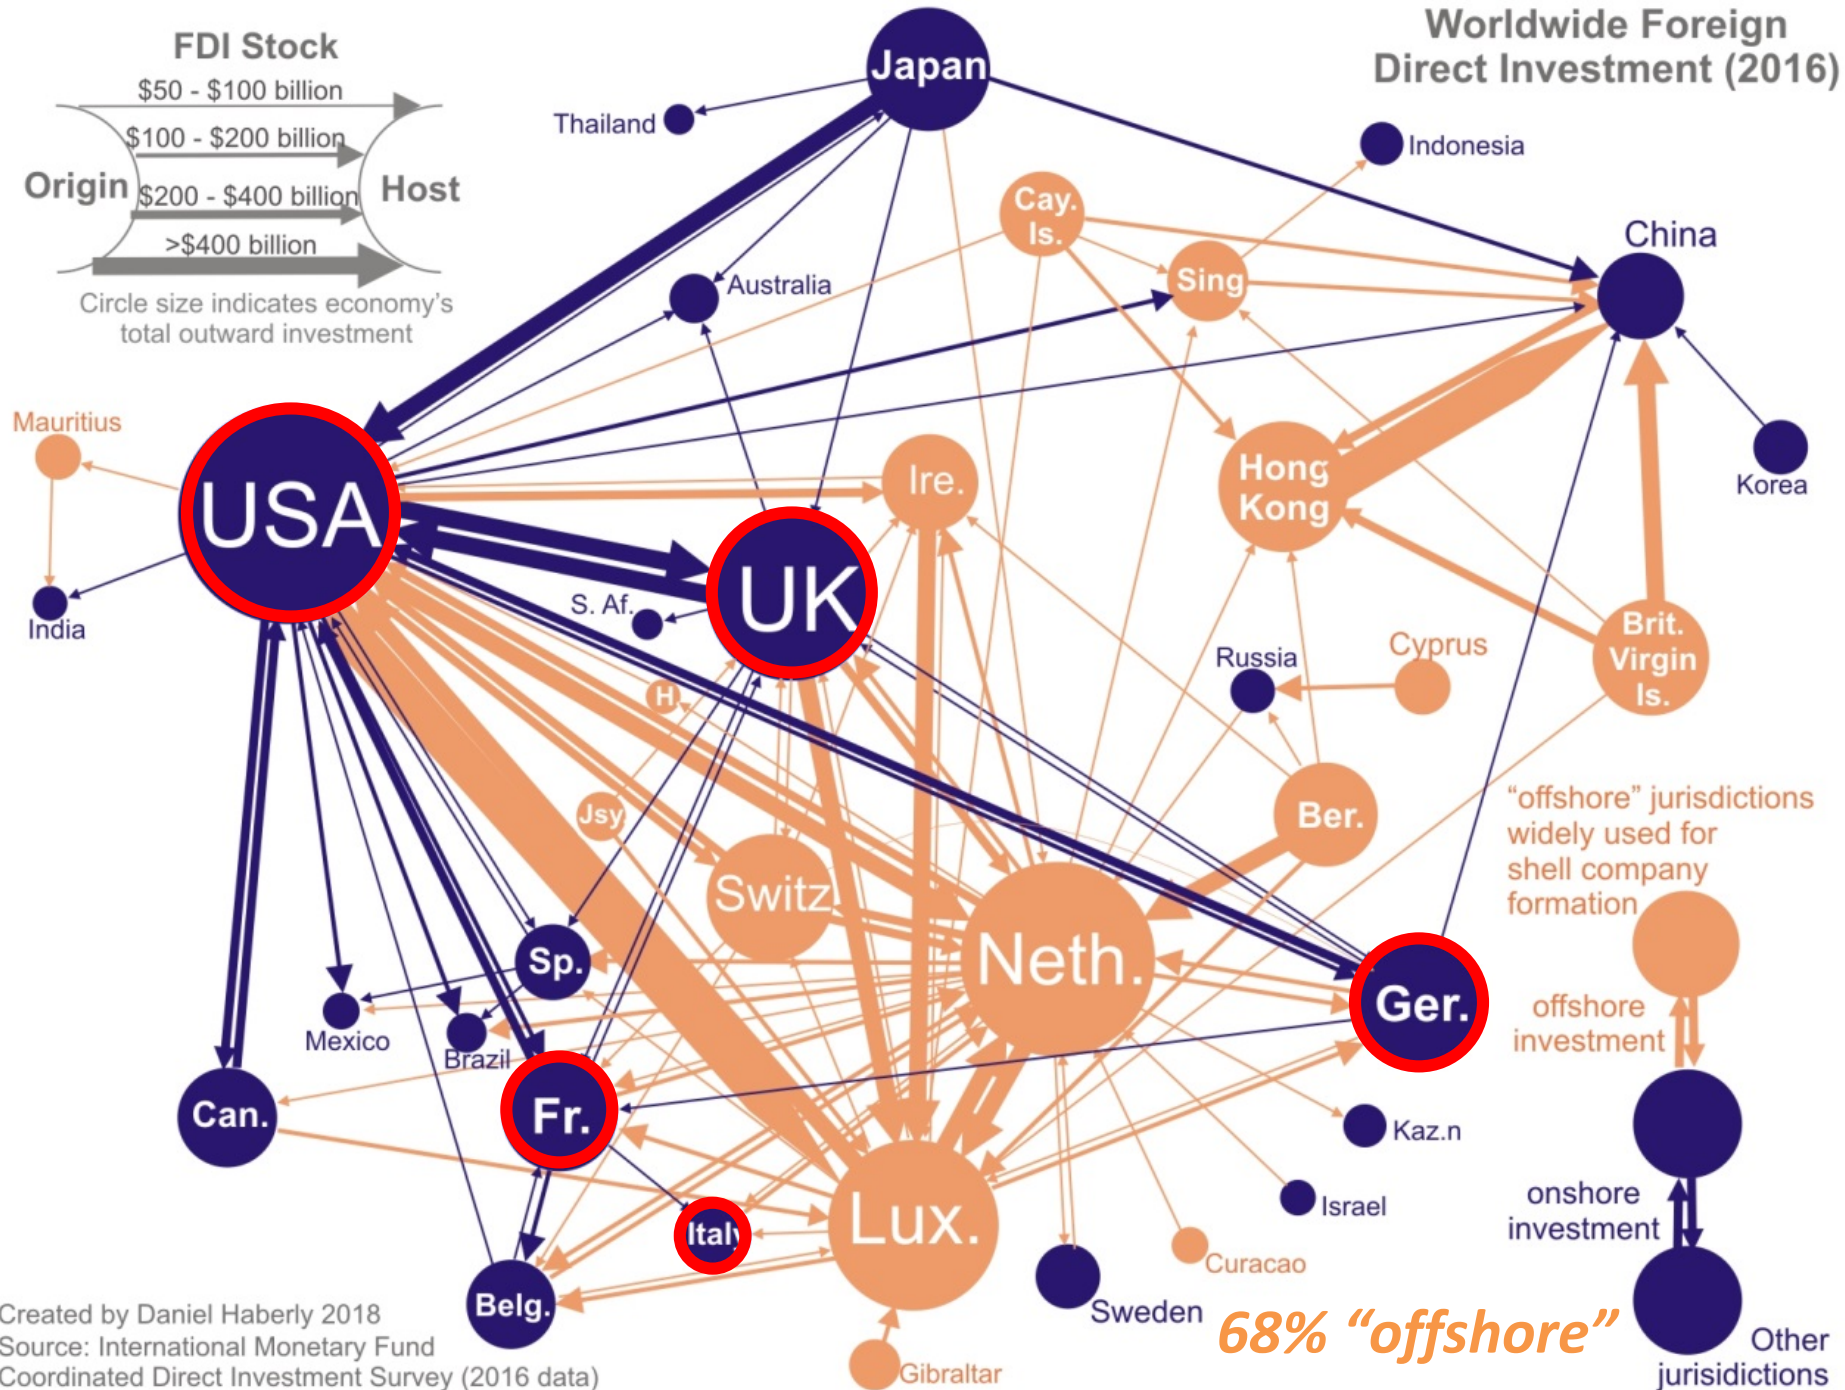 Worldwide Foreign
Direct Investment (2016)
FDI Stock
$50 - $100 billion
$100 - $200 billion
Origin
$200 - $400 billion
Host
>$400 billion
Circle size indicates economy's
total outward investment
Japan
Thailand
Indonesia
Cay.
Is.
China
Sing
Australia
Mauritius
USA
Ire.
Hong
Kong
Korea
UK
S. Af.
India
Brit.
Virgin
Is.
Cyprus
Russia
H
Jsy.
Ber.
"offshore" jurisdictions
widely used for
shell company
formation
Switz
Neth.
Sp.
Ger.
offshore
investment
Mexico
Brazil
Can.
Fr.
Kaz.n
Israel
onshore
investment
Italy
Lux.
Curacao
Belg.
Sweden
68% "offshore"
Other
jurisidictions
Gibraltar
Created by Daniel Haberly 2018
Source: International Monetary Fund
Coordinated Direct Investment Survey (2016 data)